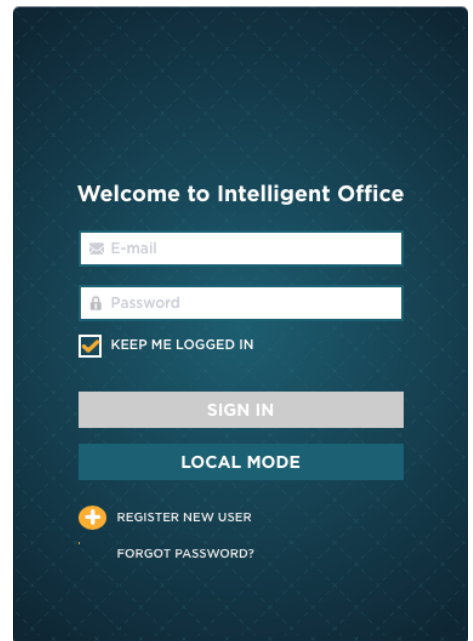 Welcome to Intelligent Office
E-mail
Password
KEEP ME LOGGED IN
SIGN IN
LOCAL MODE
REGISTER NEW USER
FORGOT PASSWORD?